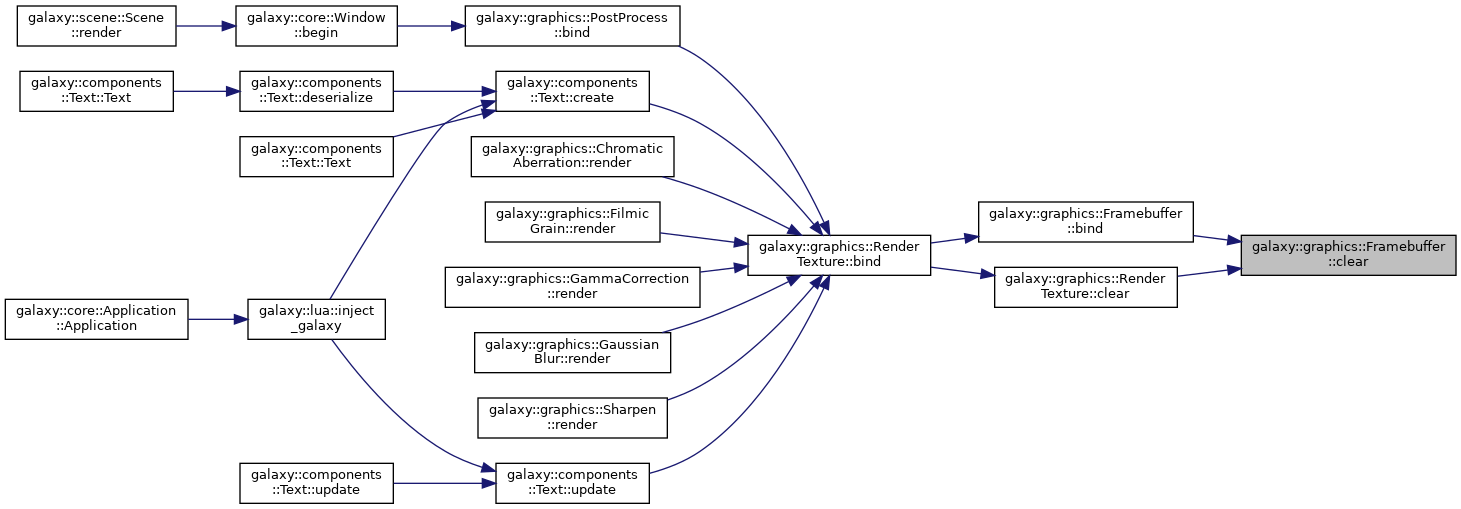 galaxy::scene::Scene
::render
galaxy::core::Window
::begin
galaxy::graphics::PostProcess
::bind
galaxy::components
::Text::Text
galaxy::components
::Text::deserialize
galaxy::components
::Text::create
galaxy::components
::Text::Text
galaxy::graphics::Chromatic
Aberration::render
galaxy::graphics::Filmic
Grain::render
galaxy::graphics::Framebuffer
::bind
galaxy::graphics::Render
Texture::bind
galaxy::graphics::Framebuffer
::clear
galaxy::graphics::GammaCorrection
::render
galaxy::graphics::Render
Texture::clear
galaxy::core::Application
::Application
galaxy::lua::inject
_galaxy
galaxy::graphics::Gaussian
Blur::render
galaxy::graphics::Sharpen
::render
galaxy::components
::Text::update
galaxy::components
::Text::update